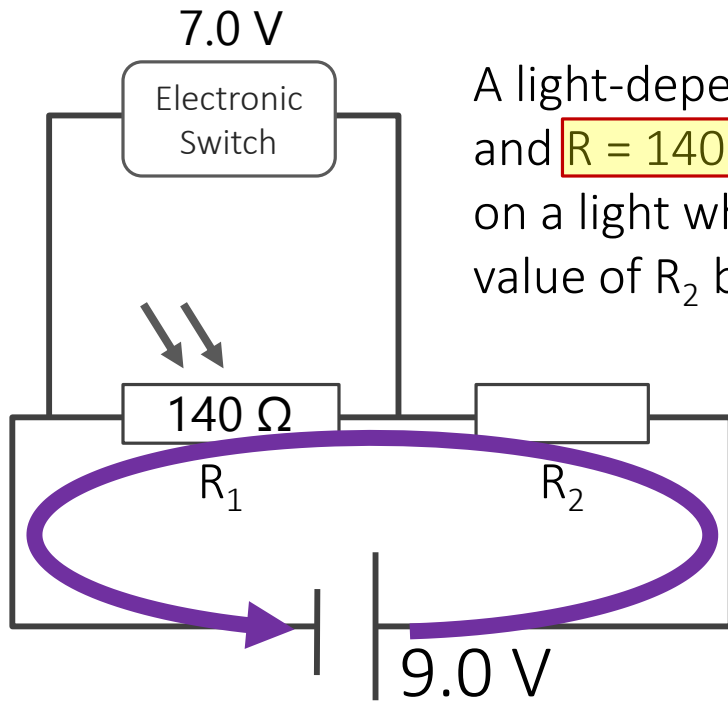 7.0 V
Electronic
Switch
A light-depe
and R = 140
on a light wh
value of R₂ b
140 Ω
R₁
R₂
9.0 V